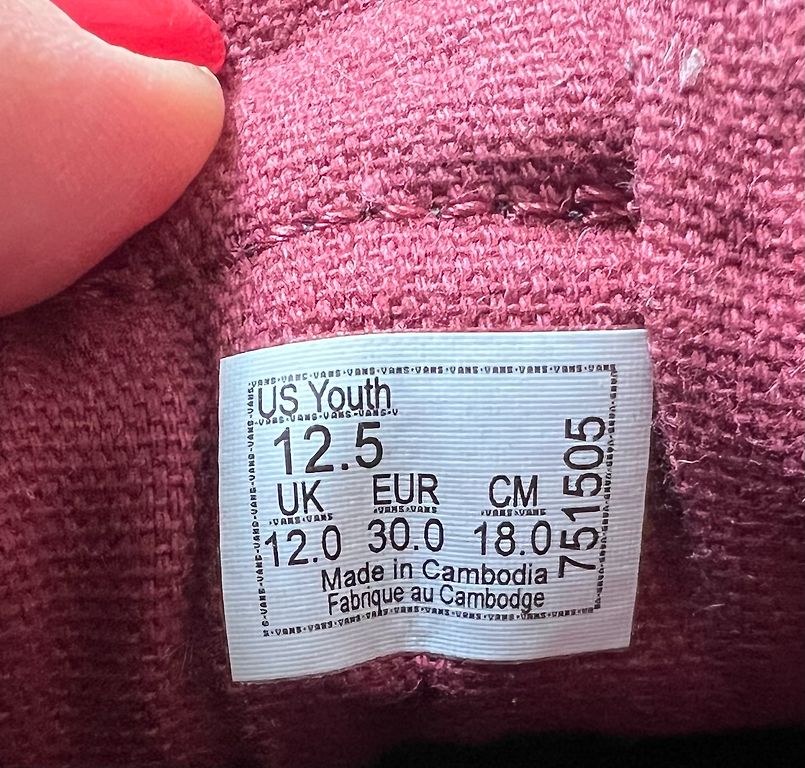 US Youth
12.5
UK EUR CM
12.0 30.0 18.0
Made in Cambodia
Fabrique au Cambodge
751505